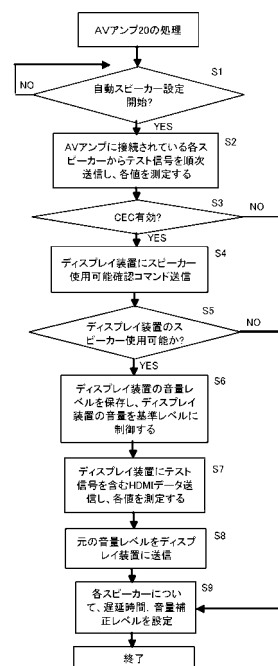 AVアンプ20の処理
S1
自動スピーカー設定
開始?
NO
YES
S2
AVアンプに接続されている各
スピーカーからテスト信号を順次
送信し、各値を測定する
S3
CEC有効?
NO
YES
S4
ディスプレイ装置にスピーカー
使用可能確認コマンド送信
S5
ディスプレイ装置のス
ピーカー使用可能か?
NO
YES
S6
ディスプレイ装置の音量レ
ベルを保存し、ディスプレイ
装置の音量を基準レベルに
制御する
S7
ディスプレイ装置にテスト
信号を含むHDMIデータ送
信し、各値を測定する
S8
元の音量レベルをディスプ
レイ装置に送信
S9
各スピーカーについ
て、遅延時間、音量補
正レベルを設定
終了